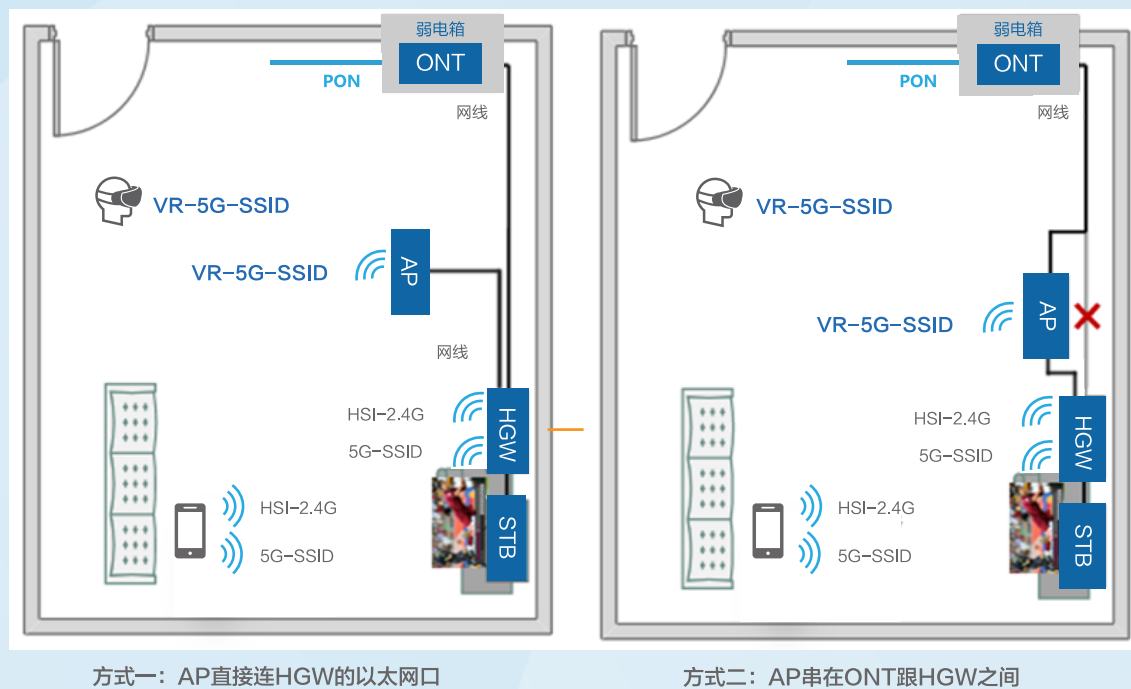 弱电箱
ONT
PON
网线
VR-5G-SSID
VR-5G-SSID
AP
网线
HSI-2.4G
5G-SSID
HGW
HSI-2.4G
5G-SSID
STB
方式一：AP直接连HGW的以太网口
弱电箱
ONT
PON
网线
VR-5G-SSID
VR-5G-SSID
AP
HSI-2.4G
5G-SSID
HGW
HSI-2.4G
5G-SSID
STB
方式二：AP串在ONT跟HGW之间